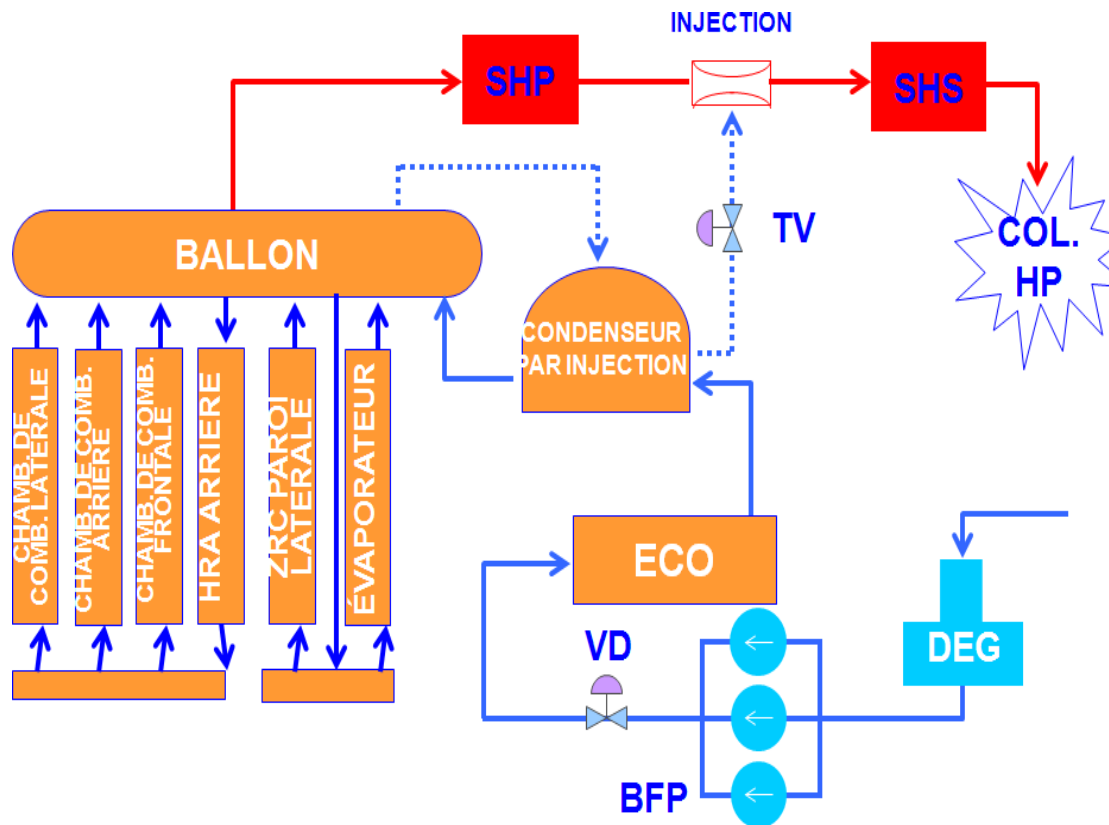 INJECTION
SHP
SHS
TV
COL.
HP
BALLON
CONDENSEUR
PAR INJECTION
CHAMB. DE
COMB. LATERALE
CHAMB. DE COMB.
ARRIERE
CHAMB. DE COMB.
FRONTALE
HRA ARRIERE
ZRC PAROI
LATERALE
ÉVAPORATEUR
ECO
DEG
VD
BFP